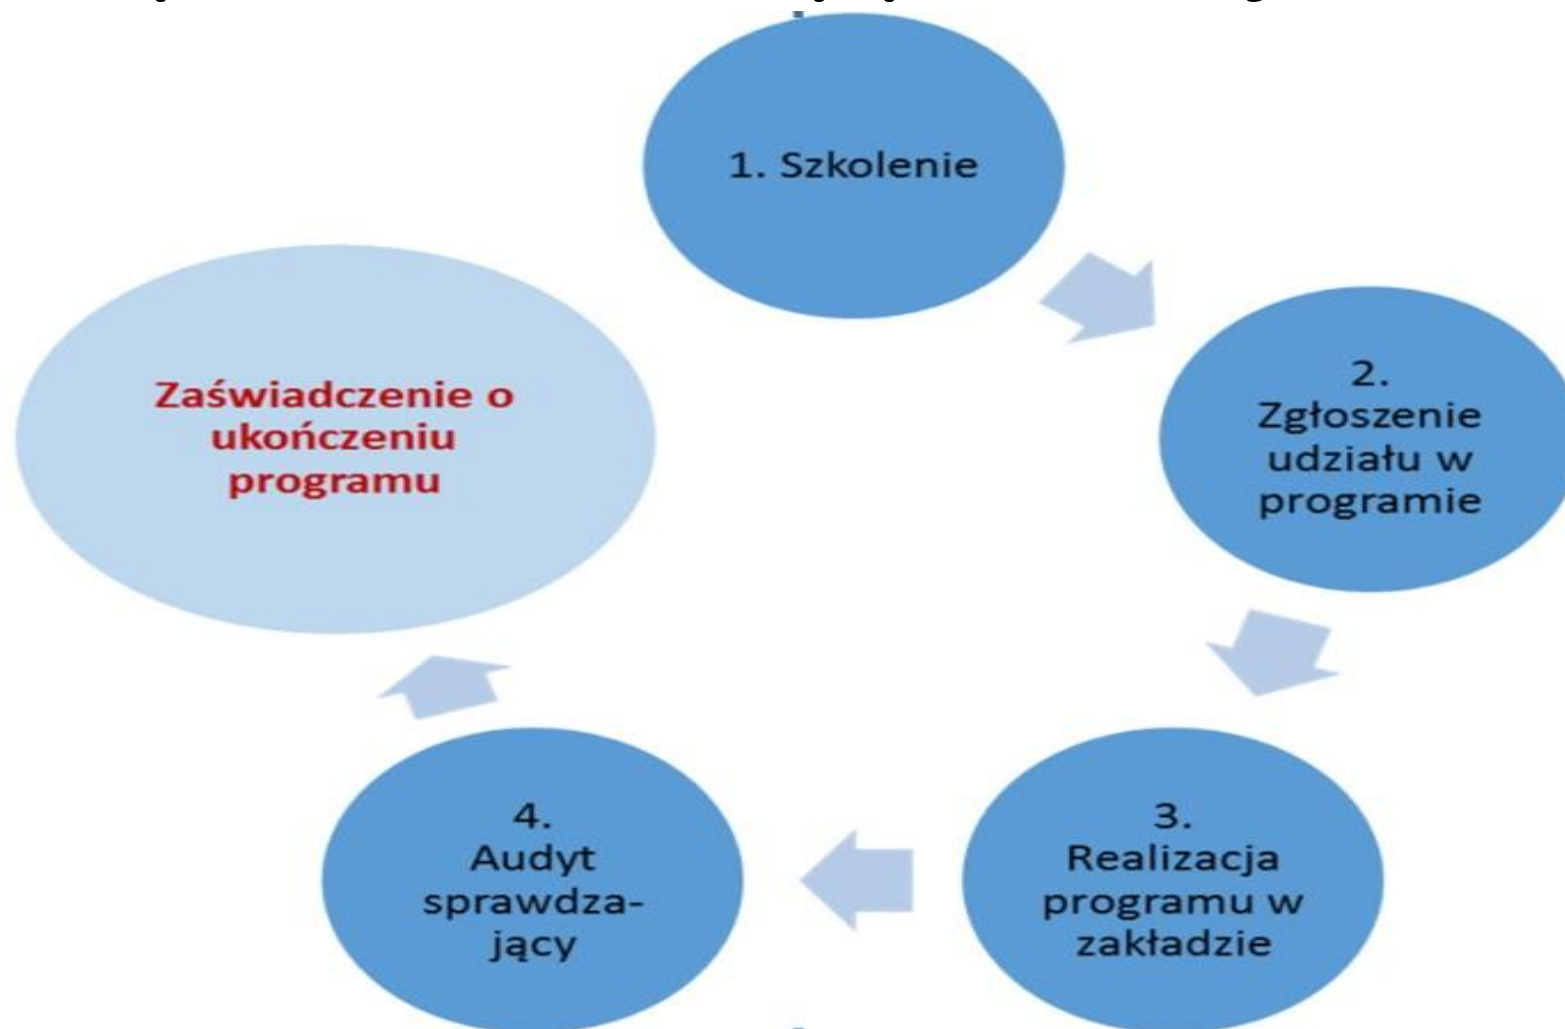 1. Szkolenie
2.
Zgłoszenie
udziału w
programie
3.
Realizacja
programu w
zakładzie
4.
Audyt
sprawdza-
jący
Zaświadczenie o
ukończeniu
programu